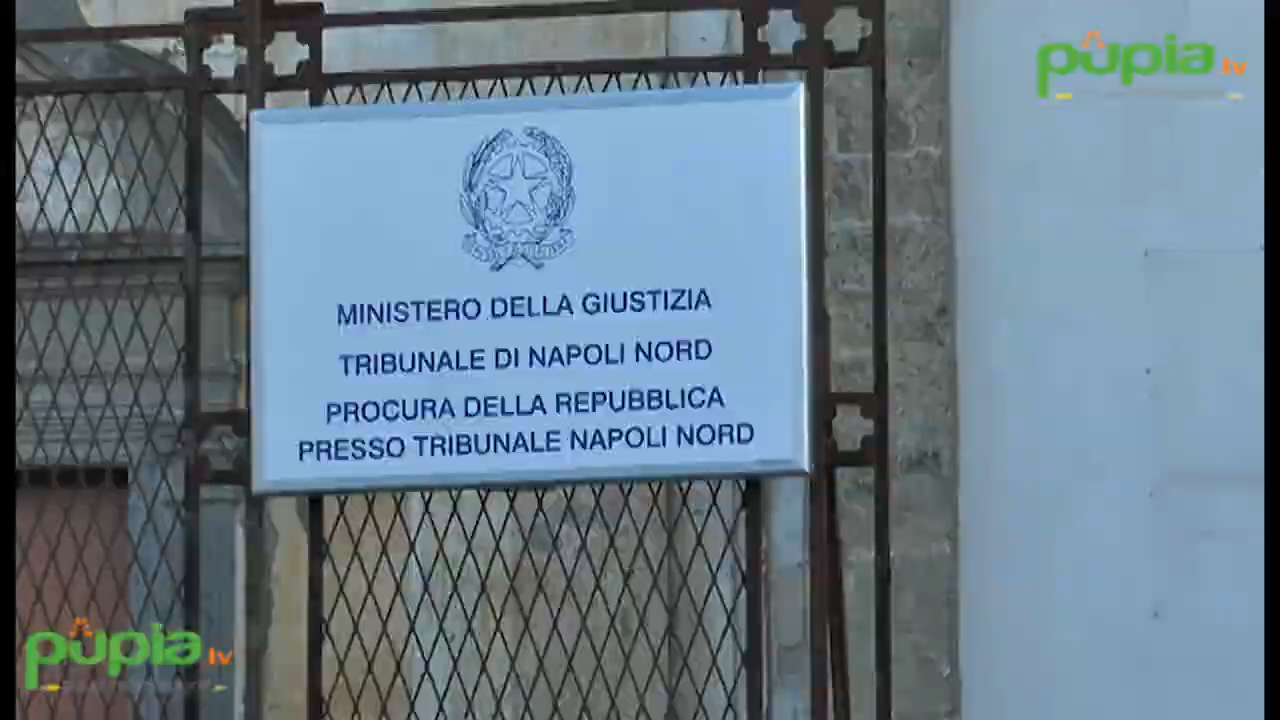 pupia.tv
MINISTERO DELLA GIUSTIZIA
TRIBUNALE DI NAPOLI NORD
PROCURA DELLA REPUBBLICA
PRESSO TRIBUNALE NAPOLI NORD
pupia.tv